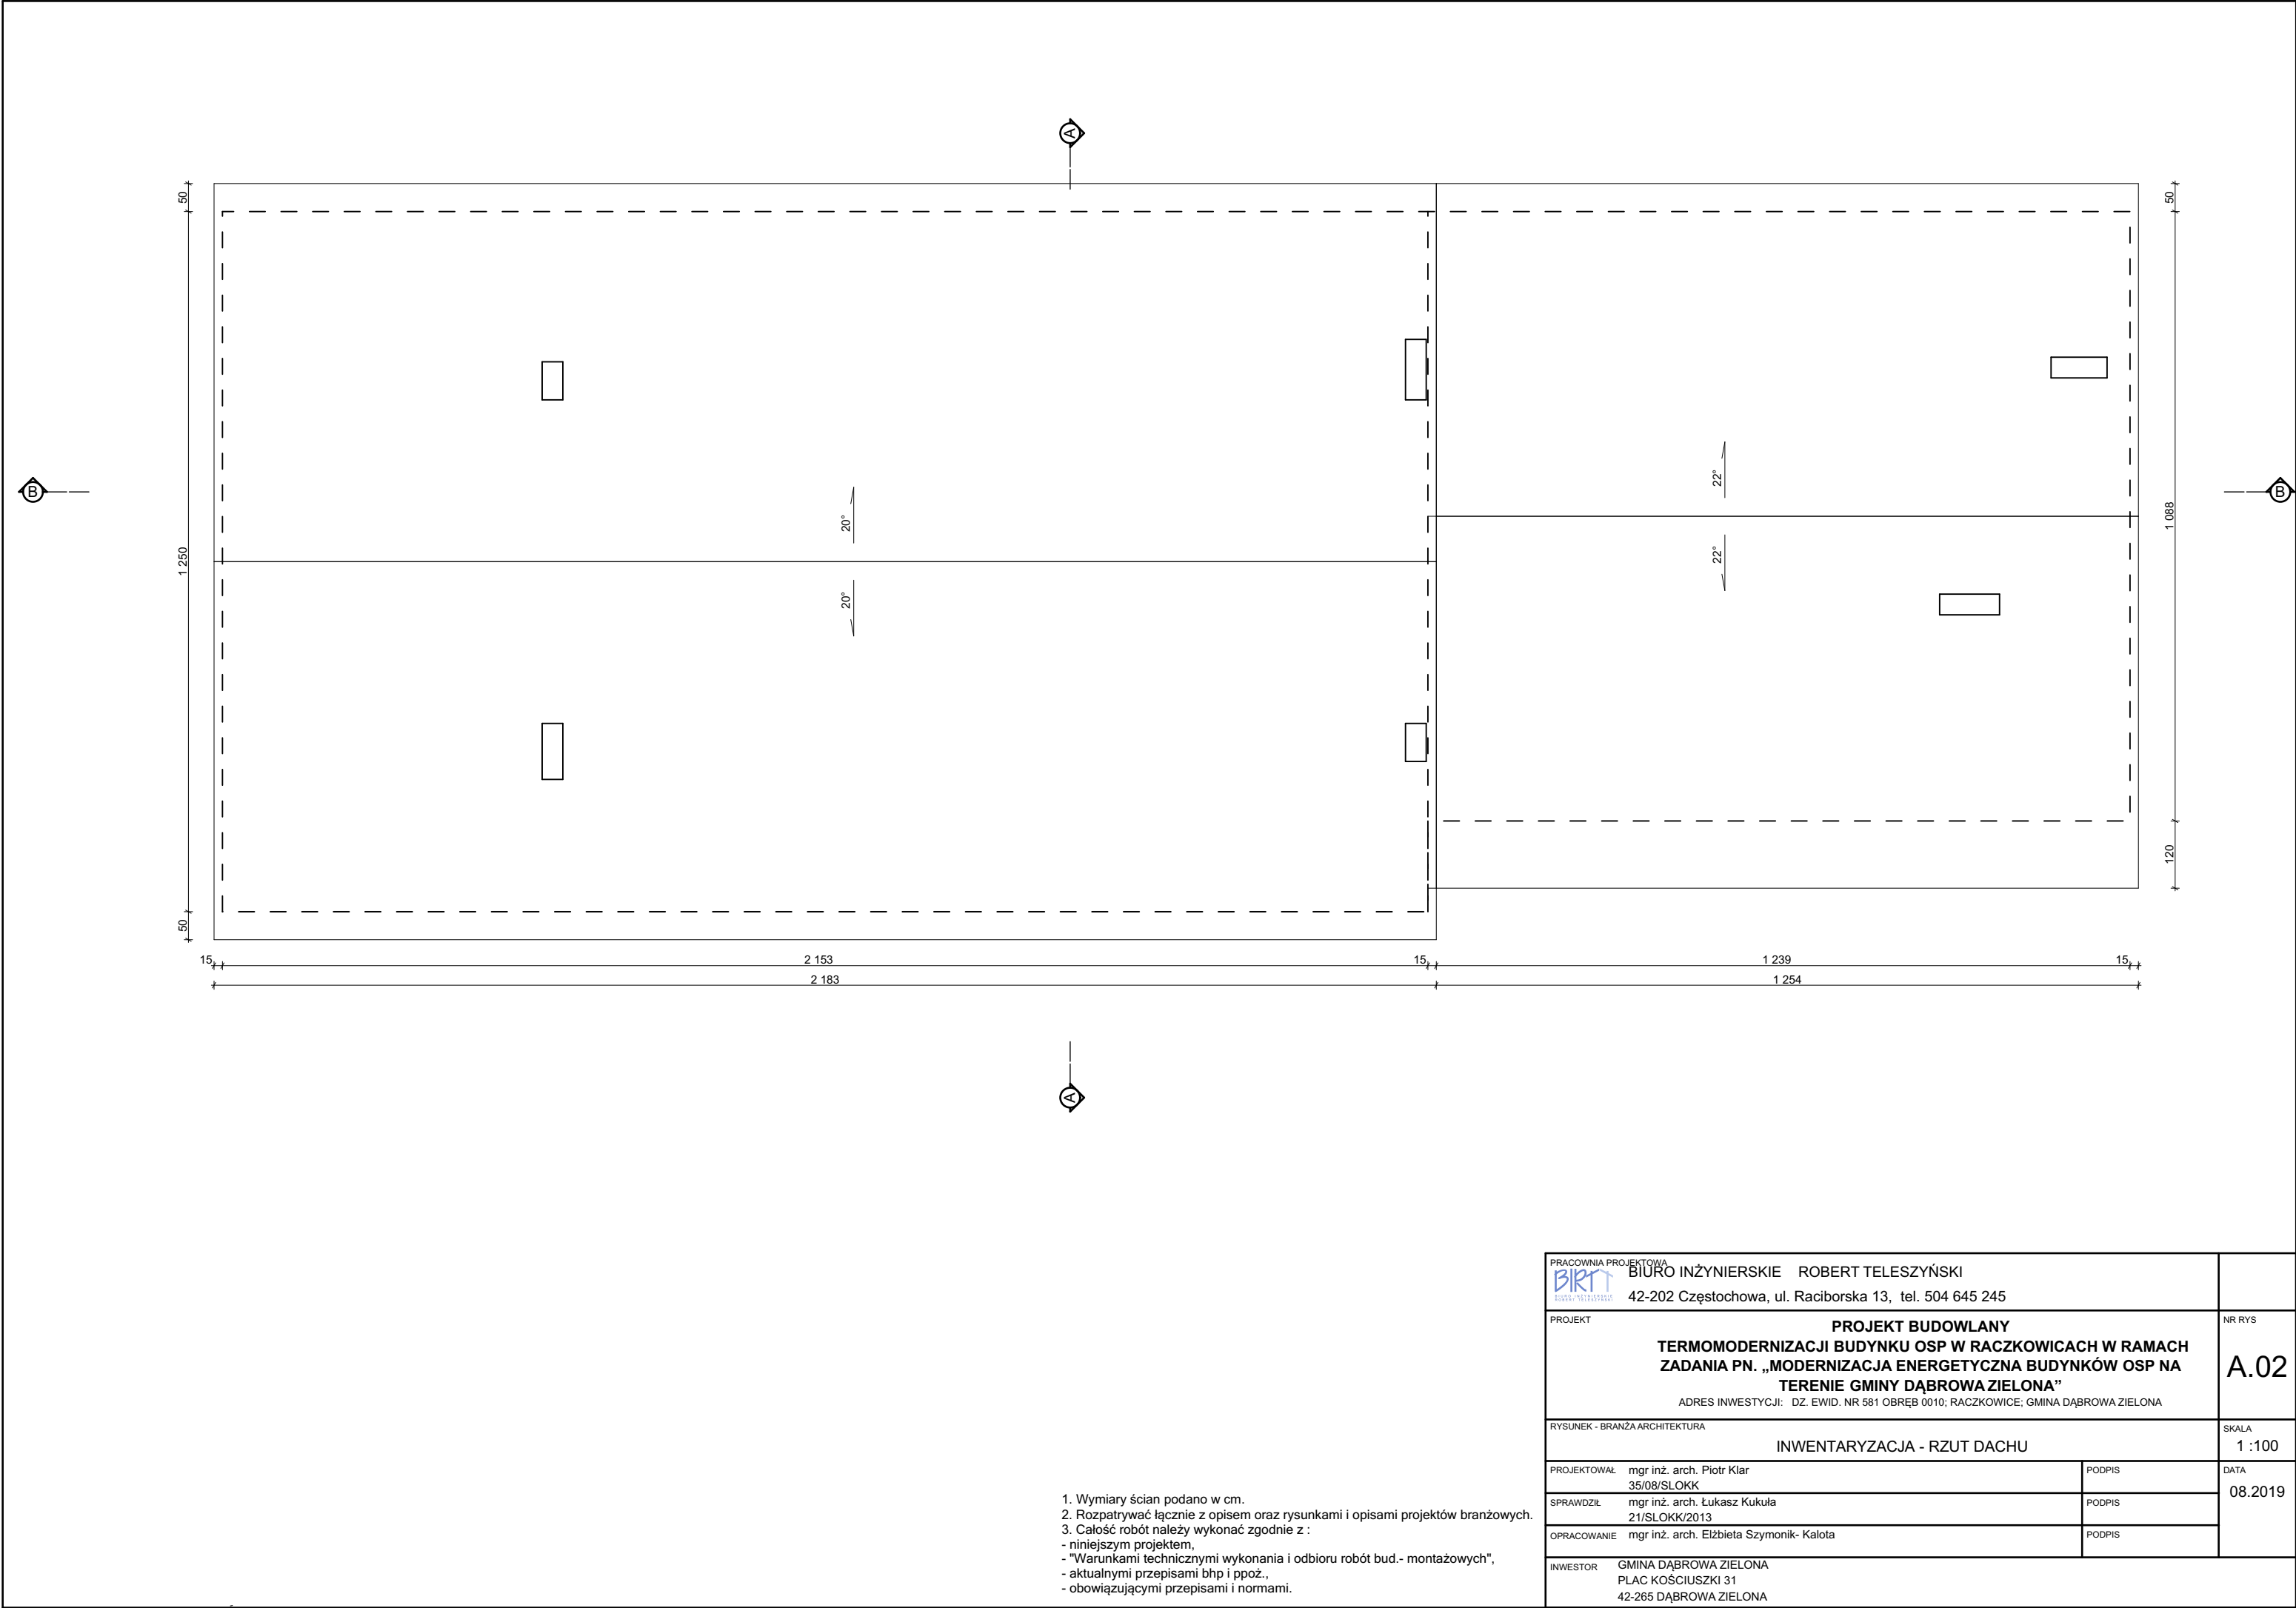 A
50
50
B
20°
22°
1 250
1 088
B
20°
22°
120
50
15
2 153
15
1 239
15
2 183
1 254
A
1. Wymiary ścian podano w cm.
2. Rozpatrywać łącznie z opisem oraz rysunkami i opisami projektów branżowych.
3. Całość robót należy wykonać zgodnie z :
- niniejszym projektem,
- "Warunkami technicznymi wykonania i odbioru robót bud.- montażowych",
- aktualnymi przepisami bhp i ppoż.,
- obowiązującymi przepisami i normami.
PRACOWNIA PROJEKTOWA
BIRT
BIURO INŻYNIERSKIE
ROBERT TELESZYŃSKI
BIURO INŻYNIERSKIE ROBERT TELESZYŃSKI
42-202 Częstochowa, ul. Raciborska 13, tel. 504 645 245
PROJEKT
PROJEKT BUDOWLANY
TERMOMODERNIZACJI BUDYNKU OSP W RACZKOWICACH W RAMACH
ZADANIA PN. „MODERNIZACJA ENERGETYCZNA BUDYNKÓW OSP NA
TERENIE GMINY DĄBROWA ZIELONA”
ADRES INWESTYCJI: DZ. EWID. NR 581 OBRĘB 0010; RACZKOWICE; GMINA DĄBROWA ZIELONA
NR RYS
A.02
RYSUNEK - BRANŻA ARCHITEKTURA
INWENTARYZACJA - RZUT DACHU
SKALA
1 :100
PROJEKTOWAŁ mgr inż. arch. Piotr Klar
35/08/SLOKK
PODPIS
DATA
08.2019
SPRAWDZIŁ mgr inż. arch. Łukasz Kukuła
21/SLOKK/2013
PODPIS
OPRACOWANIE mgr inż. arch. Elżbieta Szymonik- Kalota
PODPIS
INWESTOR GMINA DĄBROWA ZIELONA
PLAC KOŚCIUSZKI 31
42-265 DĄBROWA ZIELONA